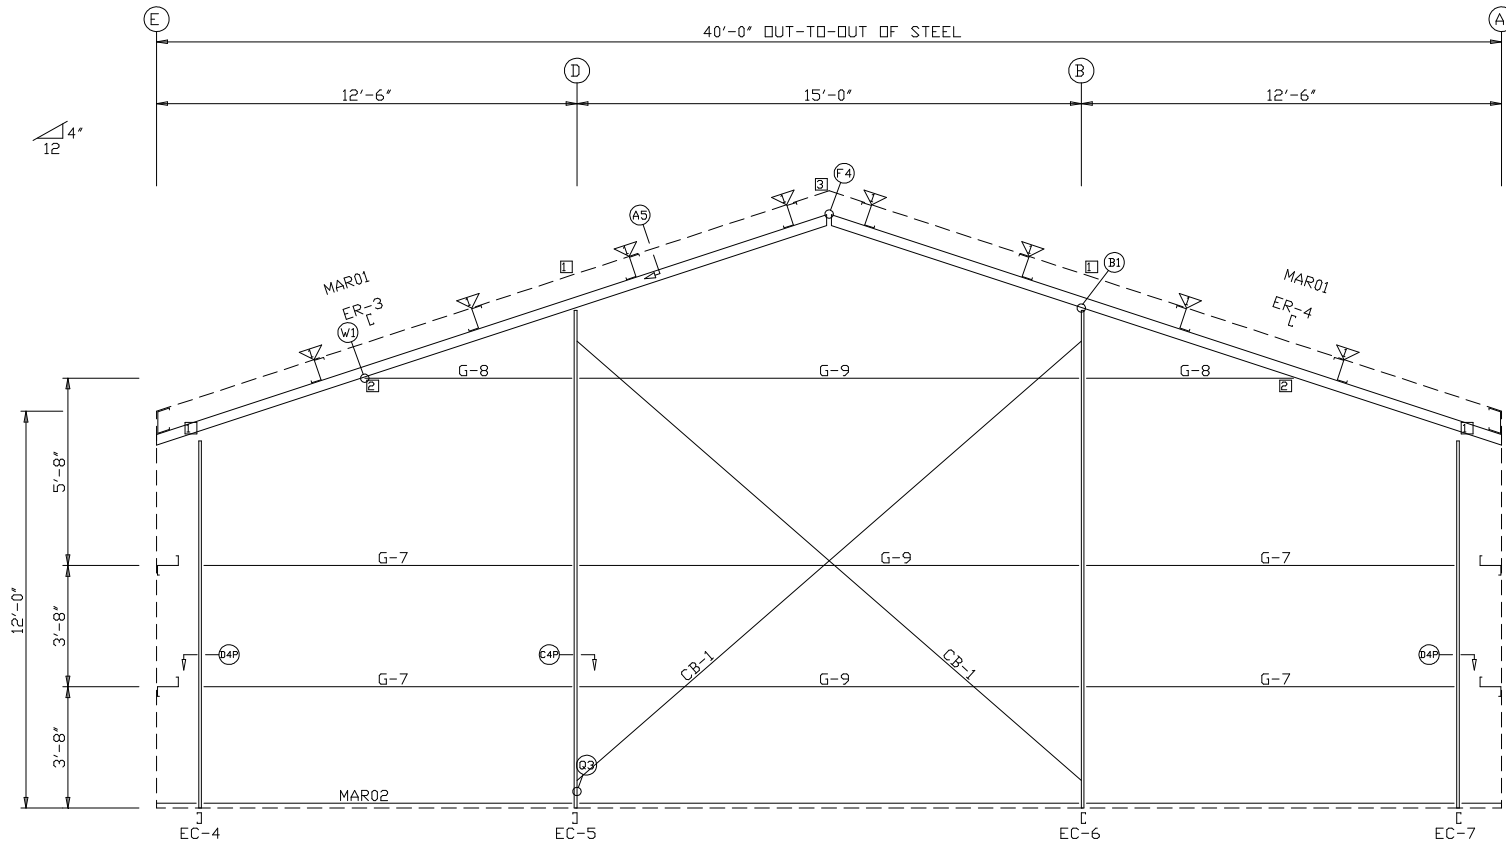 E
A
40'-0" OUT-TO-OUT OF STEEL
D
B
12'-6"
15'-0"
12'-6"
4"
12
F4
3
A5
1
1
B1
MAR01
ER-3
MAR01
ER-4
W1
G-8
G-9
G-8
2
2
1
1
5'-8"
G-7
G-9
G-7
12'-0"
3'-8"
D4P
C4P
D4P
CB-1
CB-1
G-7
G-9
G-7
3'-8"
Q3
MAR02
EC-4
EC-5
EC-6
EC-7